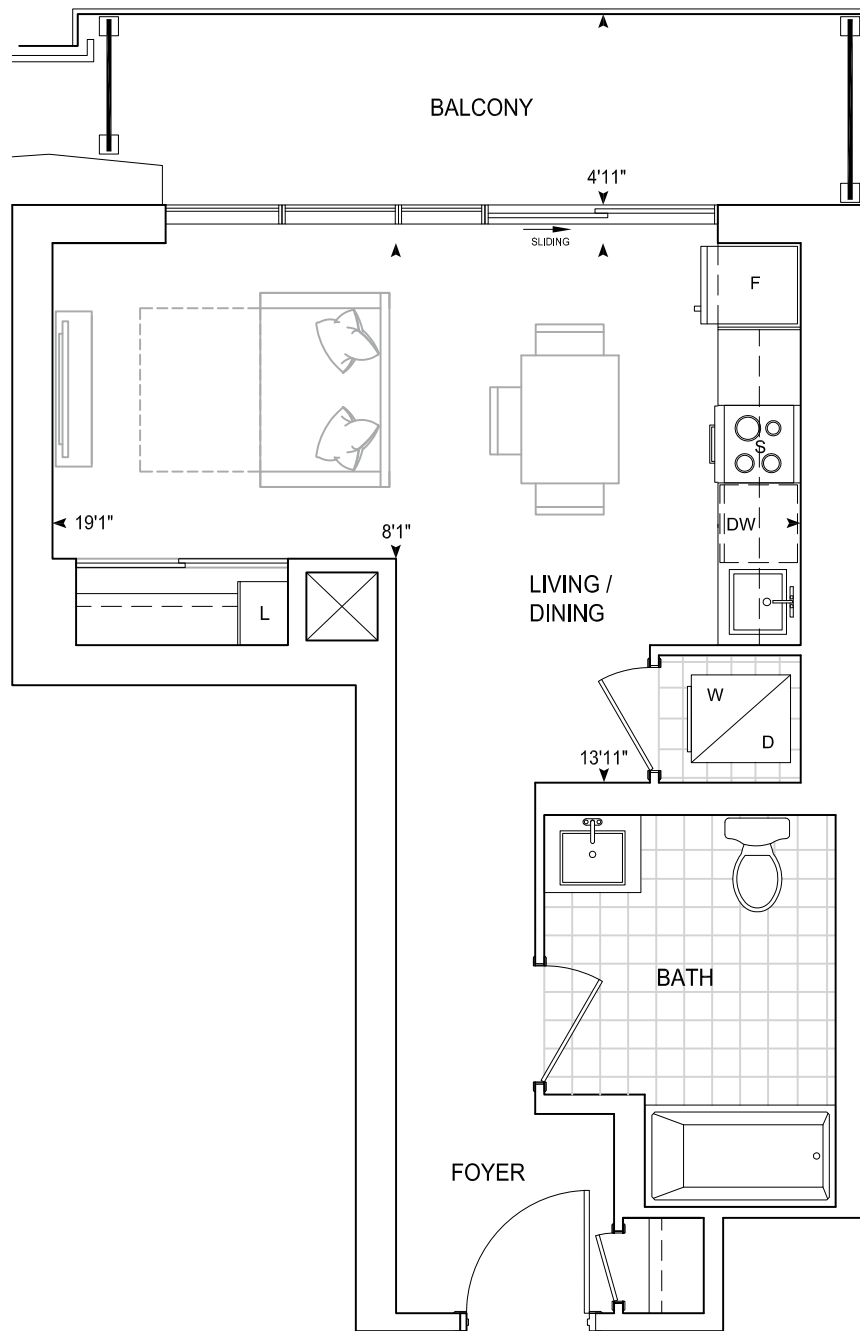 BALCONY
4'11"
SLIDING
F
S
19'1"
8'1"
DW
LIVING /
DINING
L
W
D
13'11"
BATH
FOYER